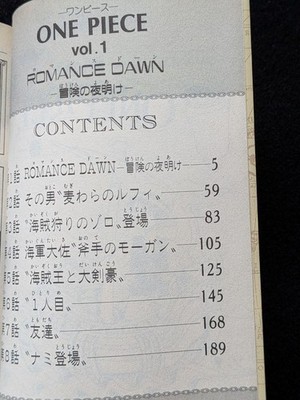 ーワンピースー
ONE PIECE
vol.1
ROMANCE DAWN
ー冒険の夜明けー
CONTENTS
第1話 ROMANCE DAWN ー冒険の夜明けー 5
第2話 その男〝麦わらのルフィ〟 59
第3話 〝海賊狩りのゾロ〟登場 83
第4話 海軍大佐〝斧手のモーガン〟 105
第5話 〝海賊王と大剣豪〟 125
第6話 〝1人目〟 145
第7話 〝友達〟 168
第8話 〝ナミ登場〟 189